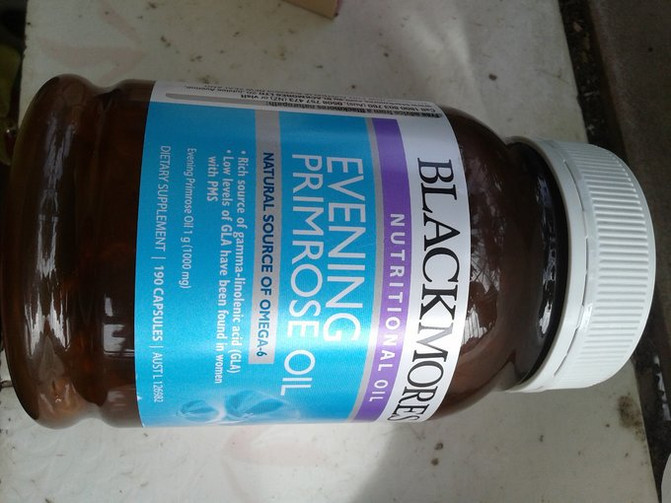 BLACKMORES
NUTRITIONAL OIL
EVENING
PRIMROSE OIL
NATURAL SOURCE OF OMEGA-6
• Rich source of gamma-linolenic acid (GLA)
• Low levels of GLA have been found in women
with PMS
Evening Primrose Oil 1 g (1000 mg)
DIETARY SUPPLEMENT | 190 CAPSULES | AUST L 126982